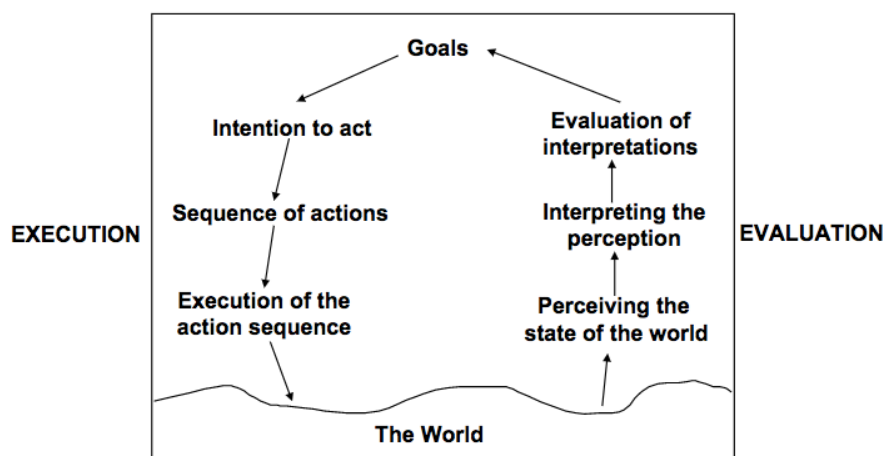 Goals
Intention to act
Sequence of actions
Execution of the
action sequence
EXECUTION
Evaluation of
interpretations
Interpreting the
perception
Perceiving the
state of the world
EVALUATION
The World